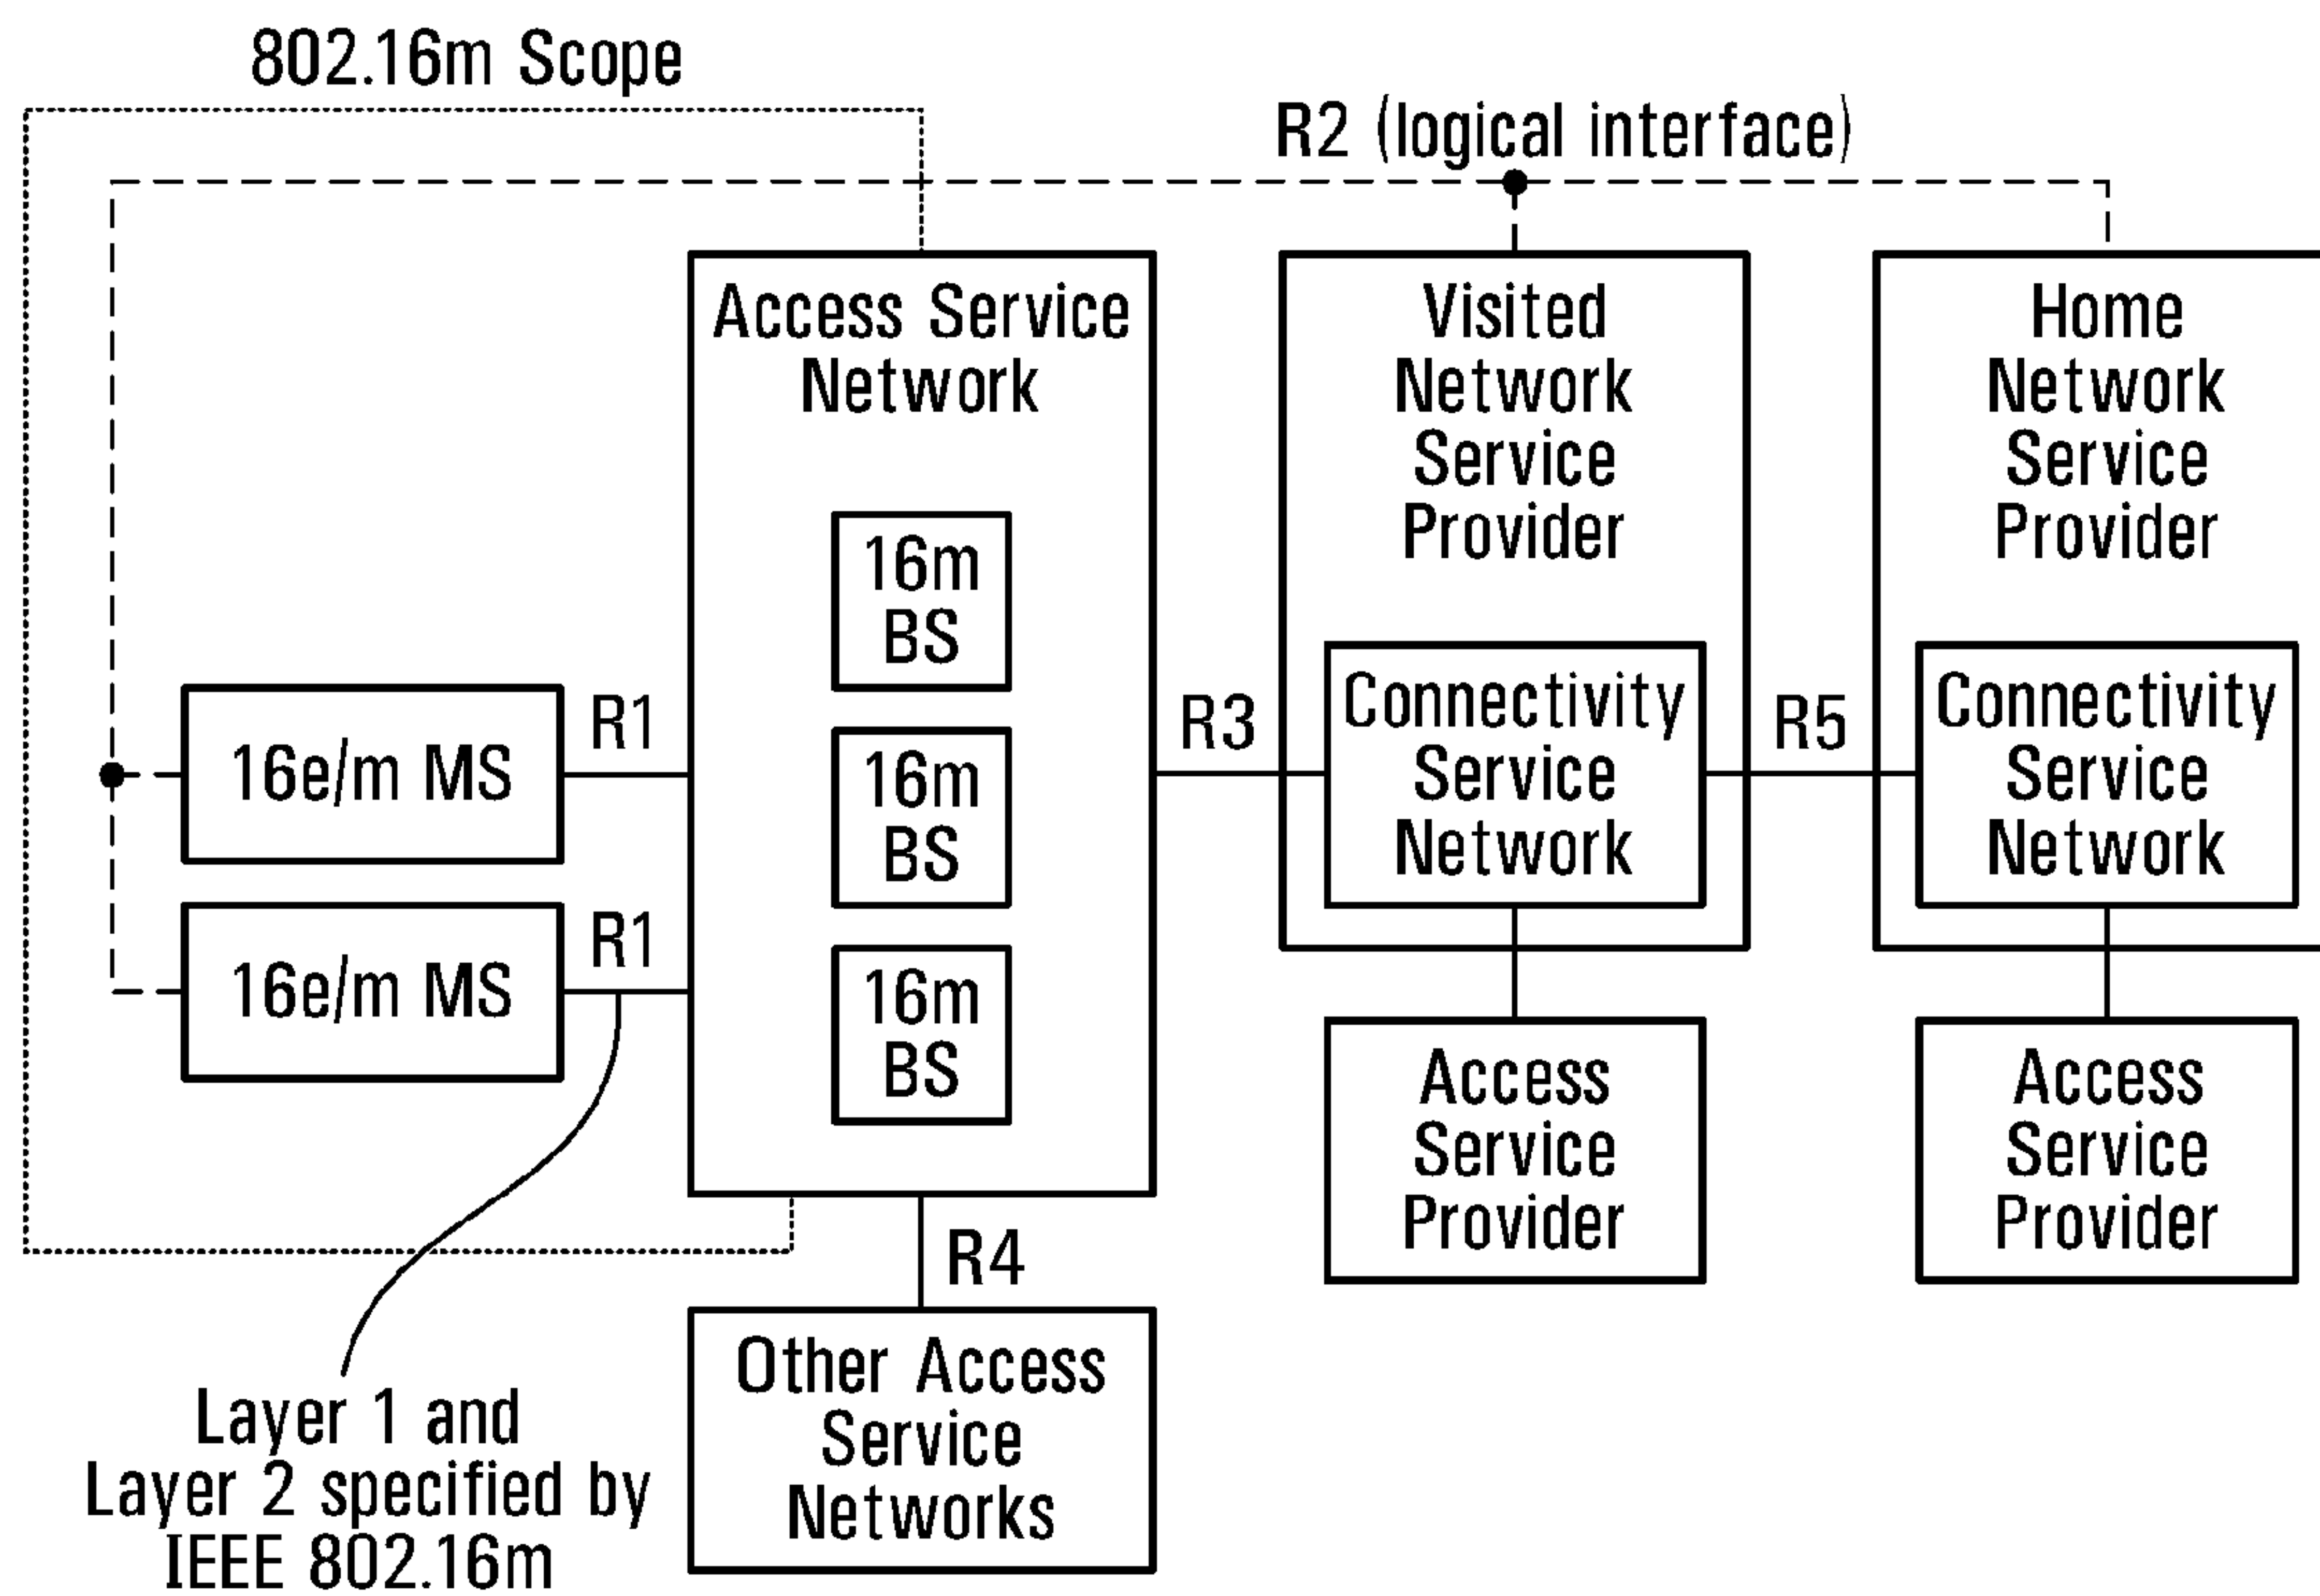 802.16m Scope
R2 (logical interface)
Access Service
Network
16m
BS
16m
BS
16m
BS
Visited
Network
Service
Provider
Home
Network
Service
Provider
16e/m MS
R1
16e/m MS
R1
R3
Connectivity
Service
Network
R5
Connectivity
Service
Network
Access
Service
Provider
Access
Service
Provider
R4
Other Access
Service
Networks
Layer 1 and
Layer 2 specified by
IEEE 802.16m